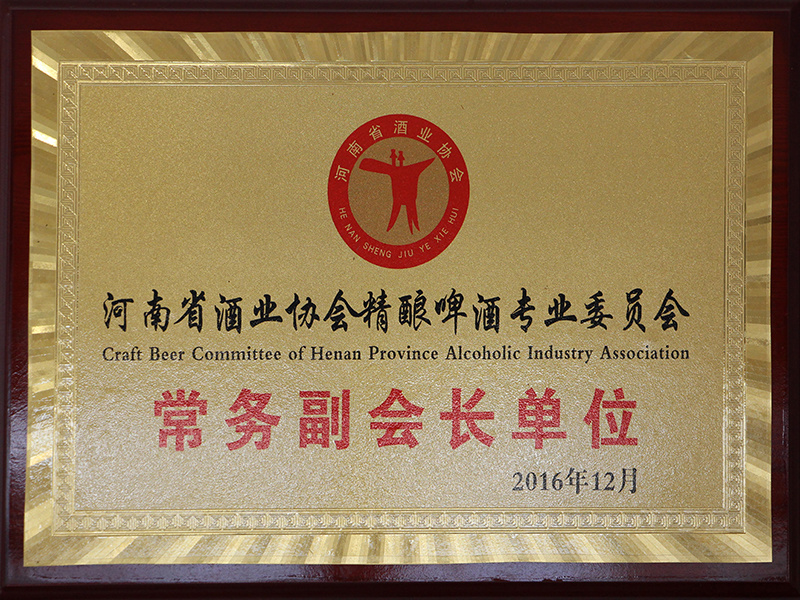 河南省酒业协会
HE NAN SHENG JIU YE XIE HUI
河南省酒业协会精酿啤酒专业委员会
Craft Beer Committee of Henan Province Alcoholic Industry Association
常务副会长单位
2016年12月